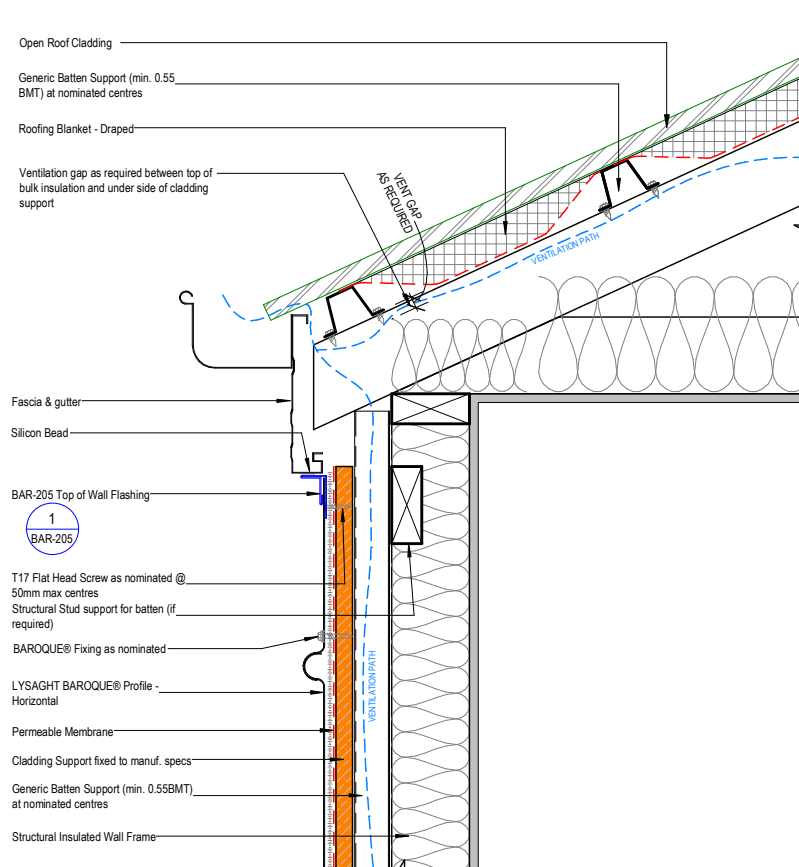 Open Roof Cladding
Generic Batten Support (min. 0.55
BMT) at nominated centres
Roofing Blanket - Draped
Ventilation gap as required between top of
bulk insulation and under side of cladding
support
VENT GAP
AS REQUIRED
VENTILATION PATH
Fascia & gutter
Silicon Bead
BAR-205 Top of Wall Flashing
1
BAR-205
T17 Flat Head Screw as nominated @
50mm max centres
Structural Stud support for batten (if
required)
BAROQUE® Fixing as nominated
LYSAGHT BAROQUE® Profile -
Horizontal
VENTILATION PATH
Permeable Membrane
Cladding Support fixed to manuf. specs
Generic Batten Support (min. 0.55BMT)
at nominated centres
Structural Insulated Wall Frame